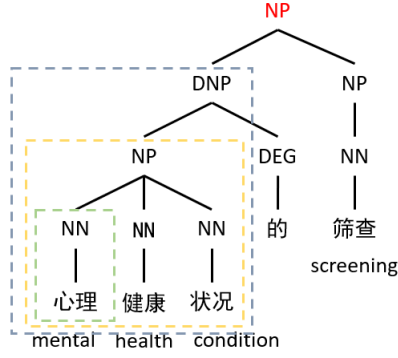 NP
DNP NP
NP DEG NN
NN NN NN 的 筛查
screening
心理 健康 状况
mental health condition